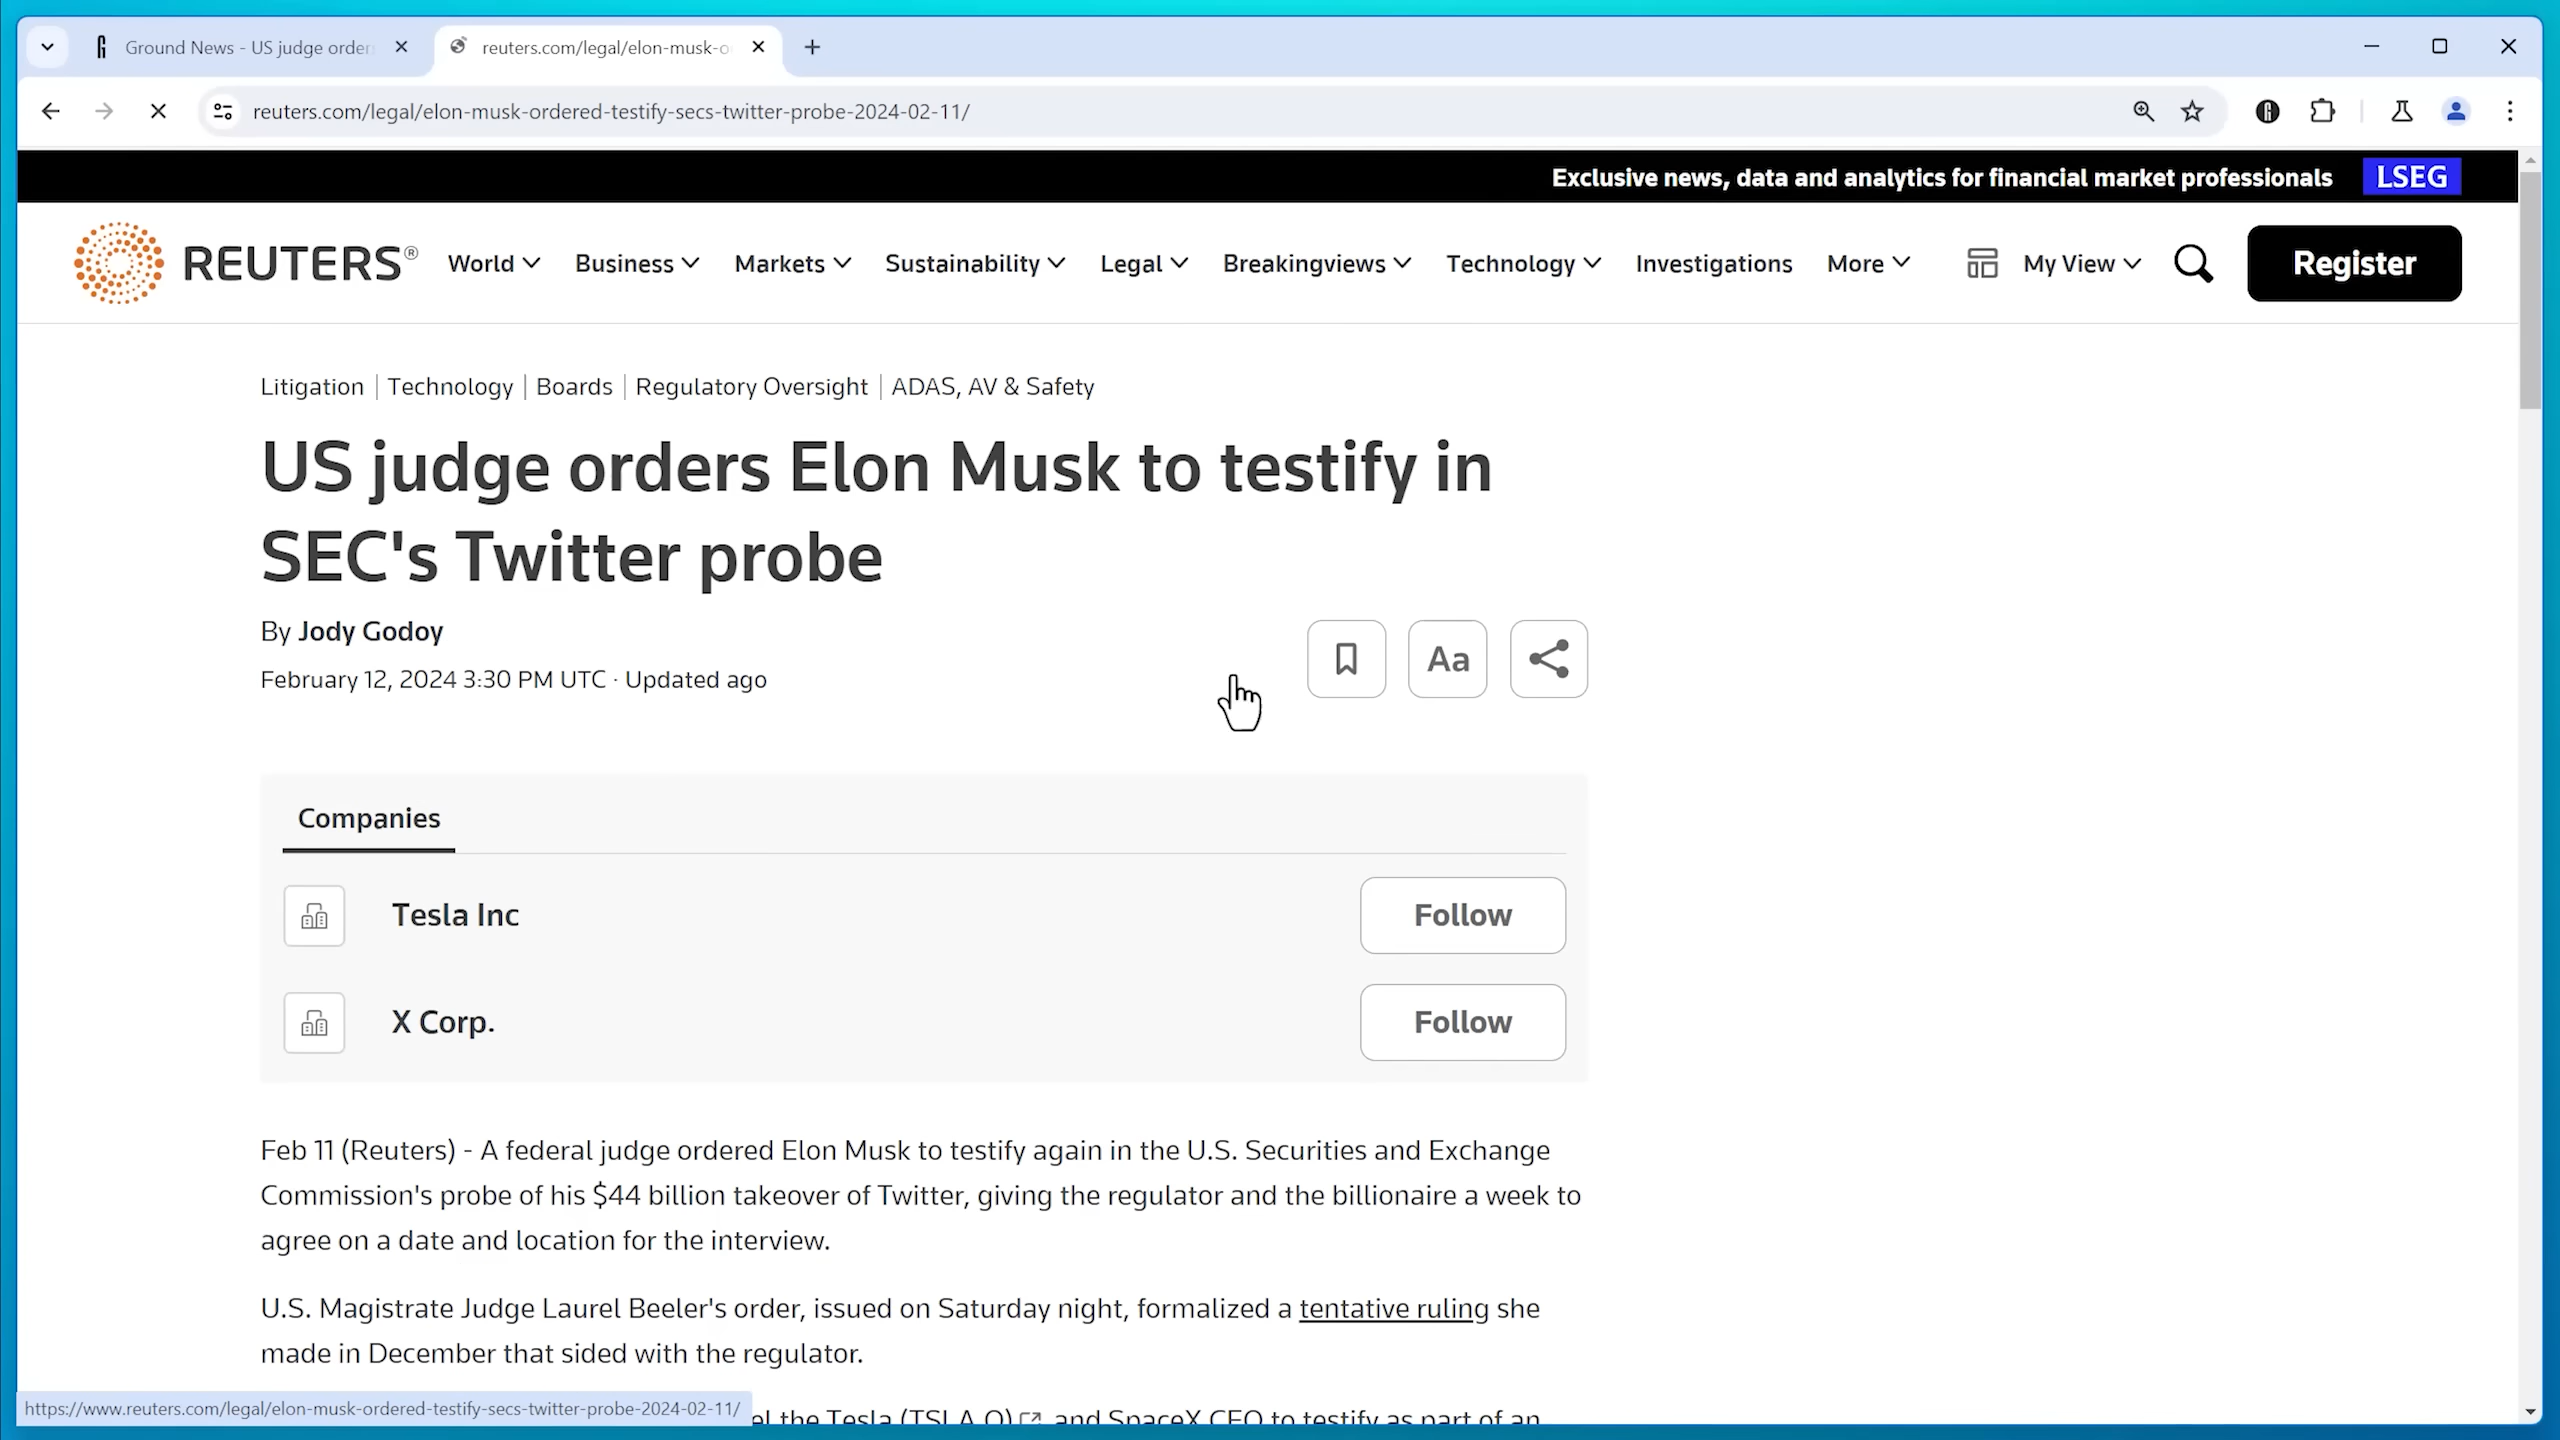 Ground News - US judge order
reuters.com/legal/elon-musk-o
reuters.com/legal/elon-musk-ordered-testify-secs-twitter-probe-2024-02-11/
Exclusive news, data and analytics for financial market professionals LSEG
REUTERS® World Business Markets Sustainability Legal Breakingviews Technology Investigations More My View Register
Litigation | Technology | Boards | Regulatory Oversight | ADAS, AV & Safety
US judge orders Elon Musk to testify in
SEC's Twitter probe
By Jody Godoy
February 12, 2024 3:30 PM UTC · Updated ago
Aa
Companies
Tesla Inc Follow
X Corp. Follow
Feb 11 (Reuters) - A federal judge ordered Elon Musk to testify again in the U.S. Securities and Exchange
Commission's probe of his $44 billion takeover of Twitter, giving the regulator and the billionaire a week to
agree on a date and location for the interview.
U.S. Magistrate Judge Laurel Beeler's order, issued on Saturday night, formalized a tentative ruling she
made in December that sided with the regulator.
the Tesla (TSLA.O) and SpaceX CEO to testify as part of an
https://www.reuters.com/legal/elon-musk-ordered-testify-secs-twitter-probe-2024-02-11/